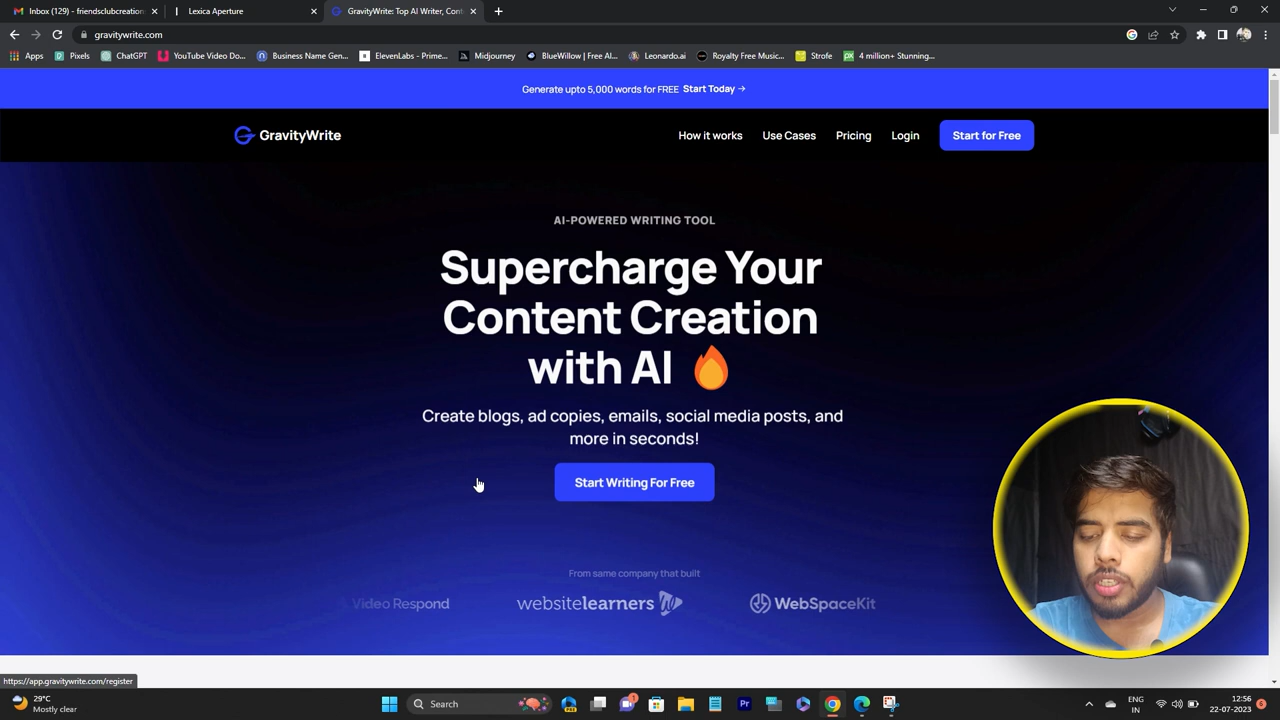 Inbox (129) - friendsclubcreation
Lexica Aperture
GravityWrite: Top AI Writer, Cont
gravitywrite.com
Apps
Pixels
ChatGPT
YouTube Video Do...
Business Name Gen...
ElevenLabs - Prime...
Midjourney
BlueWillow | Free AI...
Leonardo.ai
Royalty Free Music...
Strofe
4 million+ Stunning...
Generate upto 5,000 words for FREE Start Today →
GravityWrite
How it works
Use Cases
Pricing
Login
Start for Free
AI-POWERED WRITING TOOL
Supercharge Your
Content Creation
with AI 🔥
Create blogs, ad copies, emails, social media posts, and
more in seconds!
Start Writing For Free
From same company that built
Video Respond
websitelearners
WebSpaceKit
https://app.gravitywrite.com/register
29°C
Mostly clear
Search
ENG
IN
12:56
22-07-2023